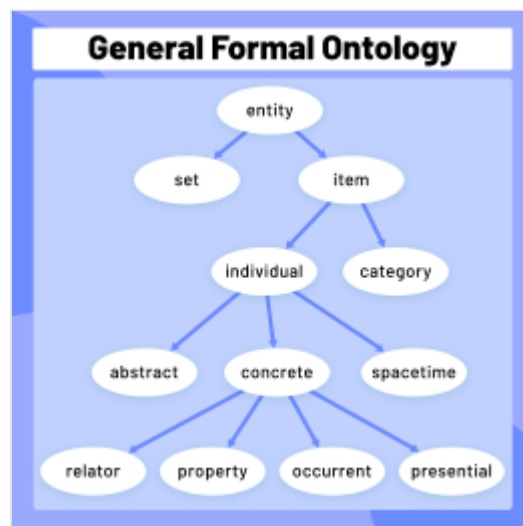 General Formal Ontology
entity
set item
individual category
abstract concrete spacetime
relator property occurrent presential